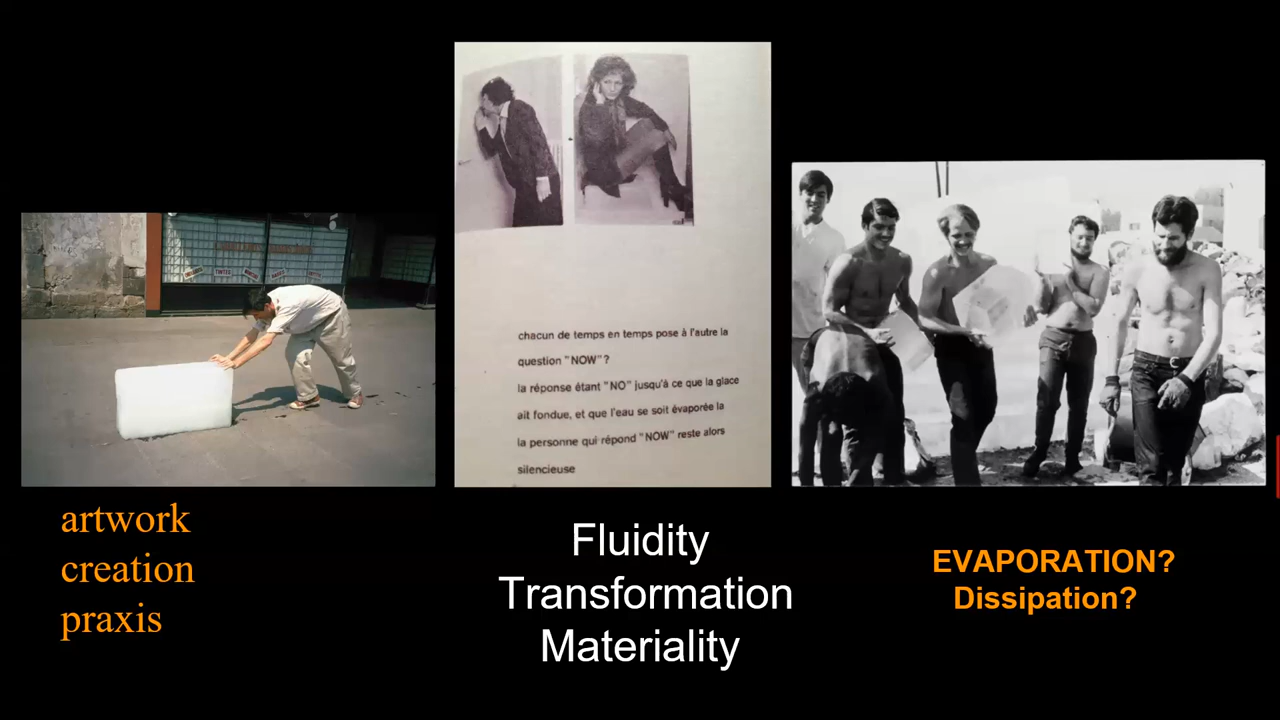 chacun de temps en temps pose à l'autre la
question "NOW"?
la réponse étant "NO" jusqu'à ce que la glace
ait fondue, et que l'eau se soit évaporée la
la personne qui répond "NOW" reste alors
silencieuse
artwork
creation
praxis
Fluidity
Transformation
Materiality
EVAPORATION?
Dissipation?